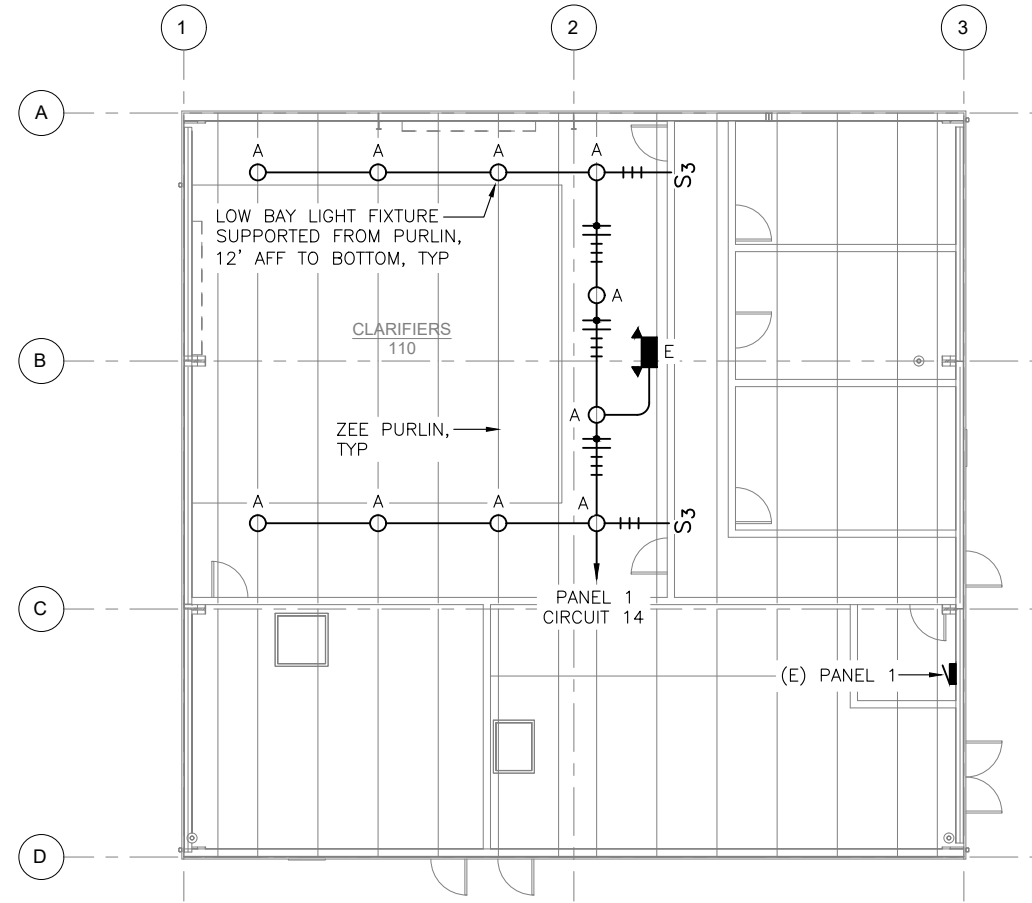 1
2
3
A
A
A
A
A
S3
LOW BAY LIGHT FIXTURE
SUPPORTED FROM PURLIN,
12' AFF TO BOTTOM, TYP
A
CLARIFIERS
110
B
E
A
ZEE PURLIN,
TYP
A
A
A
A
S3
C
PANEL 1
CIRCUIT 14
(E) PANEL 1
D